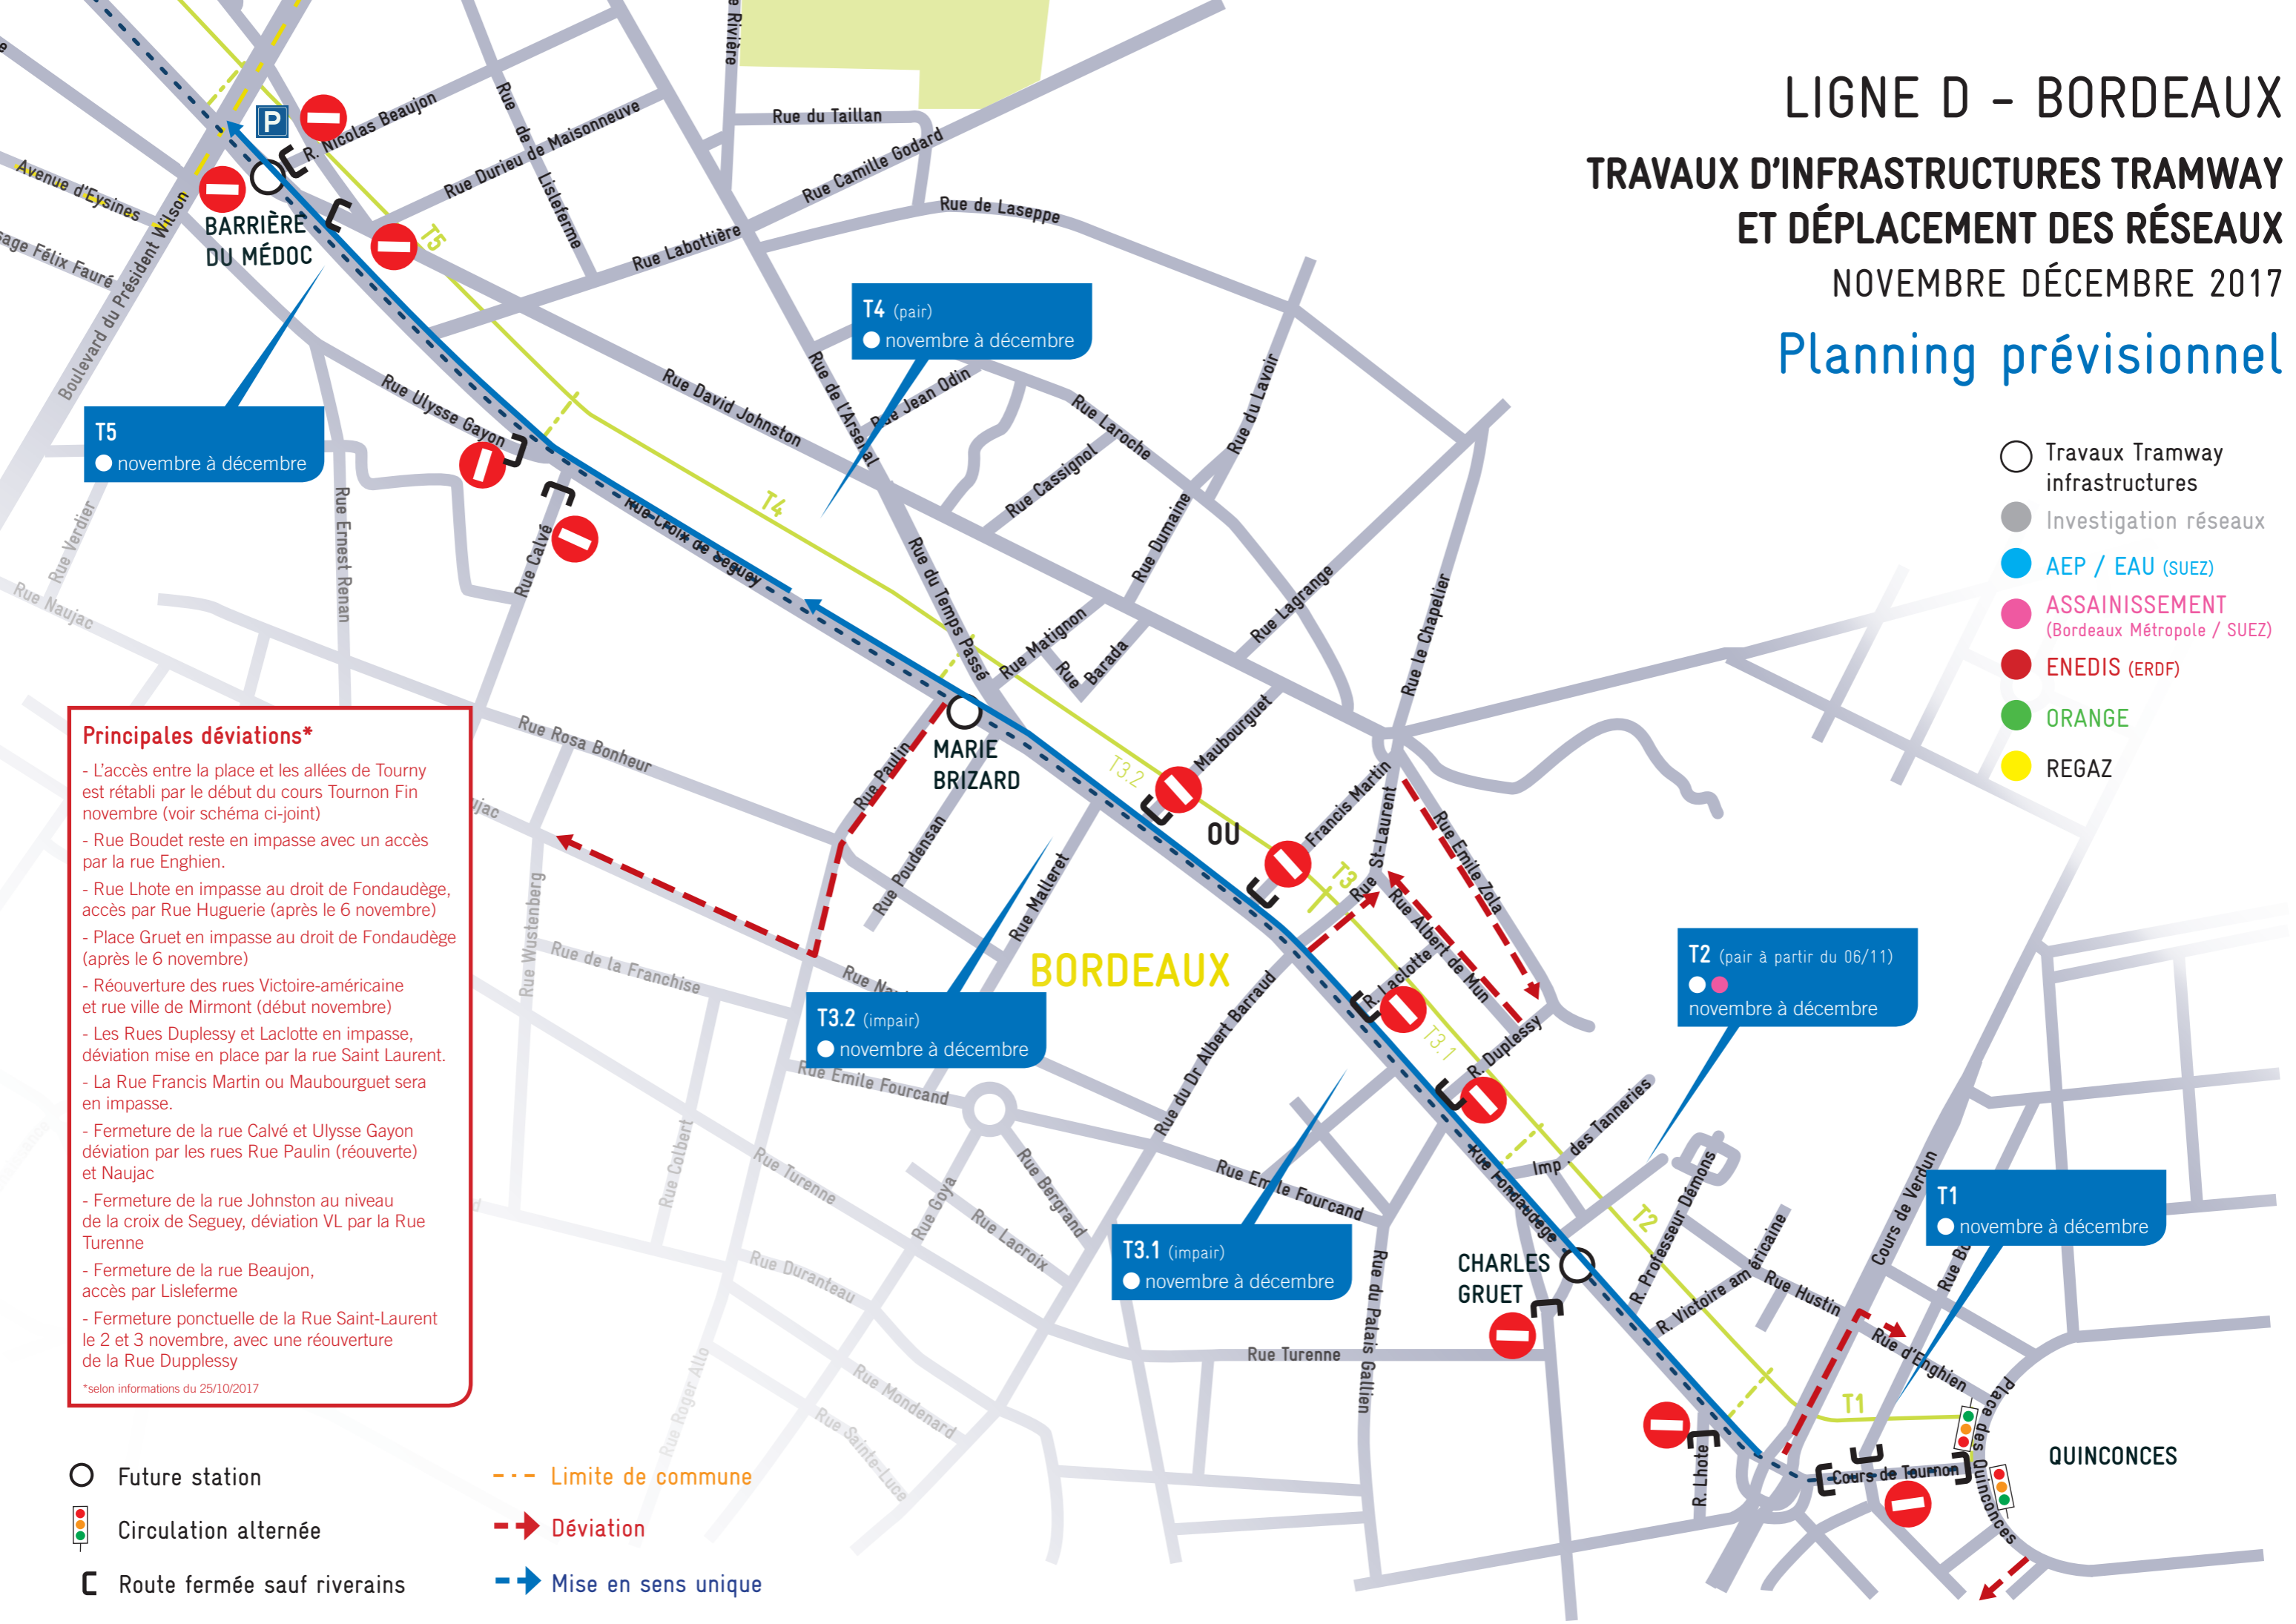 LIGNE D - BORDEAUX
TRAVAUX D'INFRASTRUCTURES TRAMWAY
ET DÉPLACEMENT DES RÉSEAUX
NOVEMBRE DÉCEMBRE 2017
Planning prévisionnel
Travaux Tramway
infrastructures
Investigation réseaux
AEP / EAU (SUEZ)
ASSAINISSEMENT
(Bordeaux Métropole / SUEZ)
ENEDIS (ERDF)
ORANGE
REGAZ
P
R. Nicolas Beaujon
Rue de Lisleferme
Rue Durieu de Maisonneuve
Rivière
Rue du Taillan
Rue Camille Godard
Rue de Laseppe
Rue Labottière
Avenue d'Eysines
Félix Fauré
Boulevard du Président Wilson
BARRIÈRE
DU MÉDOC
T5
T5
novembre à décembre
T4 (pair)
novembre à décembre
Rue Ulysse Gayon
Rue David Johnston
Rue de l'Arsenal
Rue Jean Odin
Rue Laroche
Rue du Lavoir
Rue Cassignol
Rue Dumaine
Rue Verdier
Rue Naujac
Rue Ernest Renan
Rue Calvé
Rue Croix de Seguey
T4
Rue du Temps Passé
Rue Matignon
Rue Barada
Rue Lagrange
Rue le Chapelier
Rue Rosa Bonheur
Rue Paulin
MARIE
BRIZARD
T3.2
Maubourguet
OU
Francis Martin
T3
Rue St-Laurent
Rue Emile Zola
Rue Albert de Mun
R. Laclotte
R. Duplessy
T3.1
Rue Poudensan
Rue Malleret
Rue Wustenberg
Rue de la Franchise
BORDEAUX
T3.2 (impair)
novembre à décembre
Rue Emile Fourcand
Rue du Dr Albert Barraud
T2 (pair à partir du 06/11)
novembre à décembre
Imp. des Tanneries
Rue Fondaudège
Rue Emile Fourcand
T3.1 (impair)
novembre à décembre
Rue Colbert
Rue Turenne
Rue Goya
Rue Bergrand
Rue Lacroix
Rue Duranteau
Rue Roger Allo
Rue Mondenard
Rue Sainte-Luce
Rue Turenne
Rue du Palais Gallien
CHARLES
GRUET
T2
R. Professeur Démons
R. Victoire américaine
Rue Hustin
Cours de Verdun
T1
novembre à décembre
Rue d'Enghien
Place des Quinconces
T1
R. Lhote
Cours de Tournon
QUINCONCES
Principales déviations*
- L'accès entre la place et les allées de Tourny
est rétabli par le début du cours Tournon Fin
novembre (voir schéma ci-joint)
- Rue Boudet reste en impasse avec un accès
par la rue Enghien.
- Rue Lhote en impasse au droit de Fondaudège,
accès par Rue Huguerie (après le 6 novembre)
- Place Gruet en impasse au droit de Fondaudège
(après le 6 novembre)
- Réouverture des rues Victoire-américaine
et rue ville de Mirmont (début novembre)
- Les Rues Duplessy et Laclotte en impasse,
déviation mise en place par la rue Saint Laurent.
- La Rue Francis Martin ou Maubourguet sera
en impasse.
- Fermeture de la rue Calvé et Ulysse Gayon
déviation par les rues Rue Paulin (réouverte)
et Naujac
- Fermeture de la rue Johnston au niveau
de la croix de Seguey, déviation VL par la Rue
Turenne
- Fermeture de la rue Beaujon,
accès par Lisleferme
- Fermeture ponctuelle de la Rue Saint-Laurent
le 2 et 3 novembre, avec une réouverture
de la Rue Dupplessy
*selon informations du 25/10/2017
Future station
Circulation alternée
Route fermée sauf riverains
Limite de commune
Déviation
Mise en sens unique